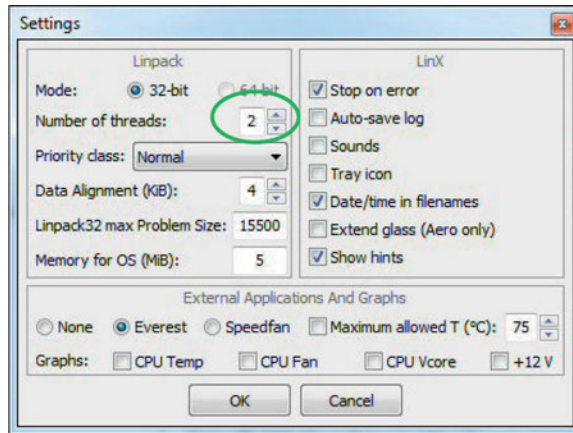 Settings
Linpack
Mode: 32-bit 64-bit
Number of threads: 2
Priority class: Normal
Data Alignment (KiB): 4
Linpack32 max Problem Size: 15500
Memory for OS (MiB): 5
LinX
Stop on error
Auto-save log
Sounds
Tray icon
Date/time in filenames
Extend glass (Aero only)
Show hints
External Applications And Graphs
None Everest Speedfan Maximum allowed T (°C): 75
Graphs: CPU Temp CPU Fan CPU Vcore +12 V
OK Cancel